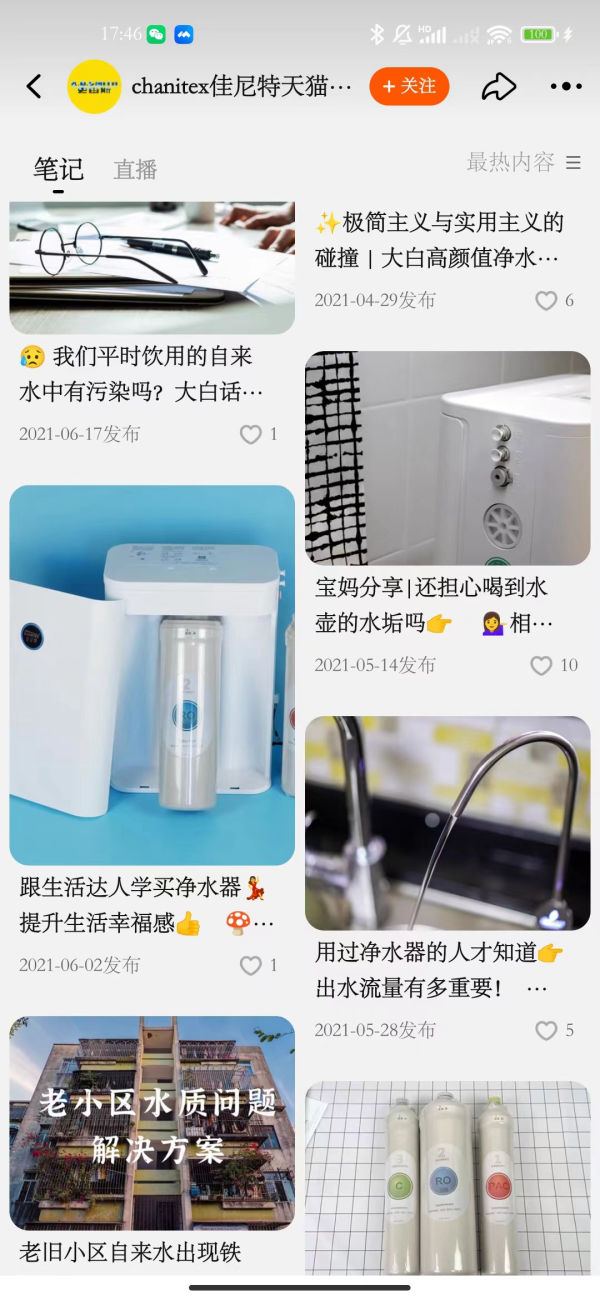 17:46
HD
100
chanitex佳尼特天猫…
+ 关注
笔记
直播
最热内容
😥 我们平时饮用的自来
水中有污染吗？大白话…
2021-06-17发布
1
✨极简主义与实用主义的
碰撞 | 大白高颜值净水…
2021-04-29发布
6
宝妈分享|还担心喝到水
壶的水垢吗👉 💁‍♀️相…
2021-05-14发布
10
2
RO
跟生活达人学买净水器💃
提升生活幸福感👍 🍄…
2021-06-02发布
1
用过净水器的人才知道👉
出水流量有多重要！ …
2021-05-28发布
5
老小区水质问题
解决方案
老旧小区自来水出现铁
3
2
1
C
RO
PAC